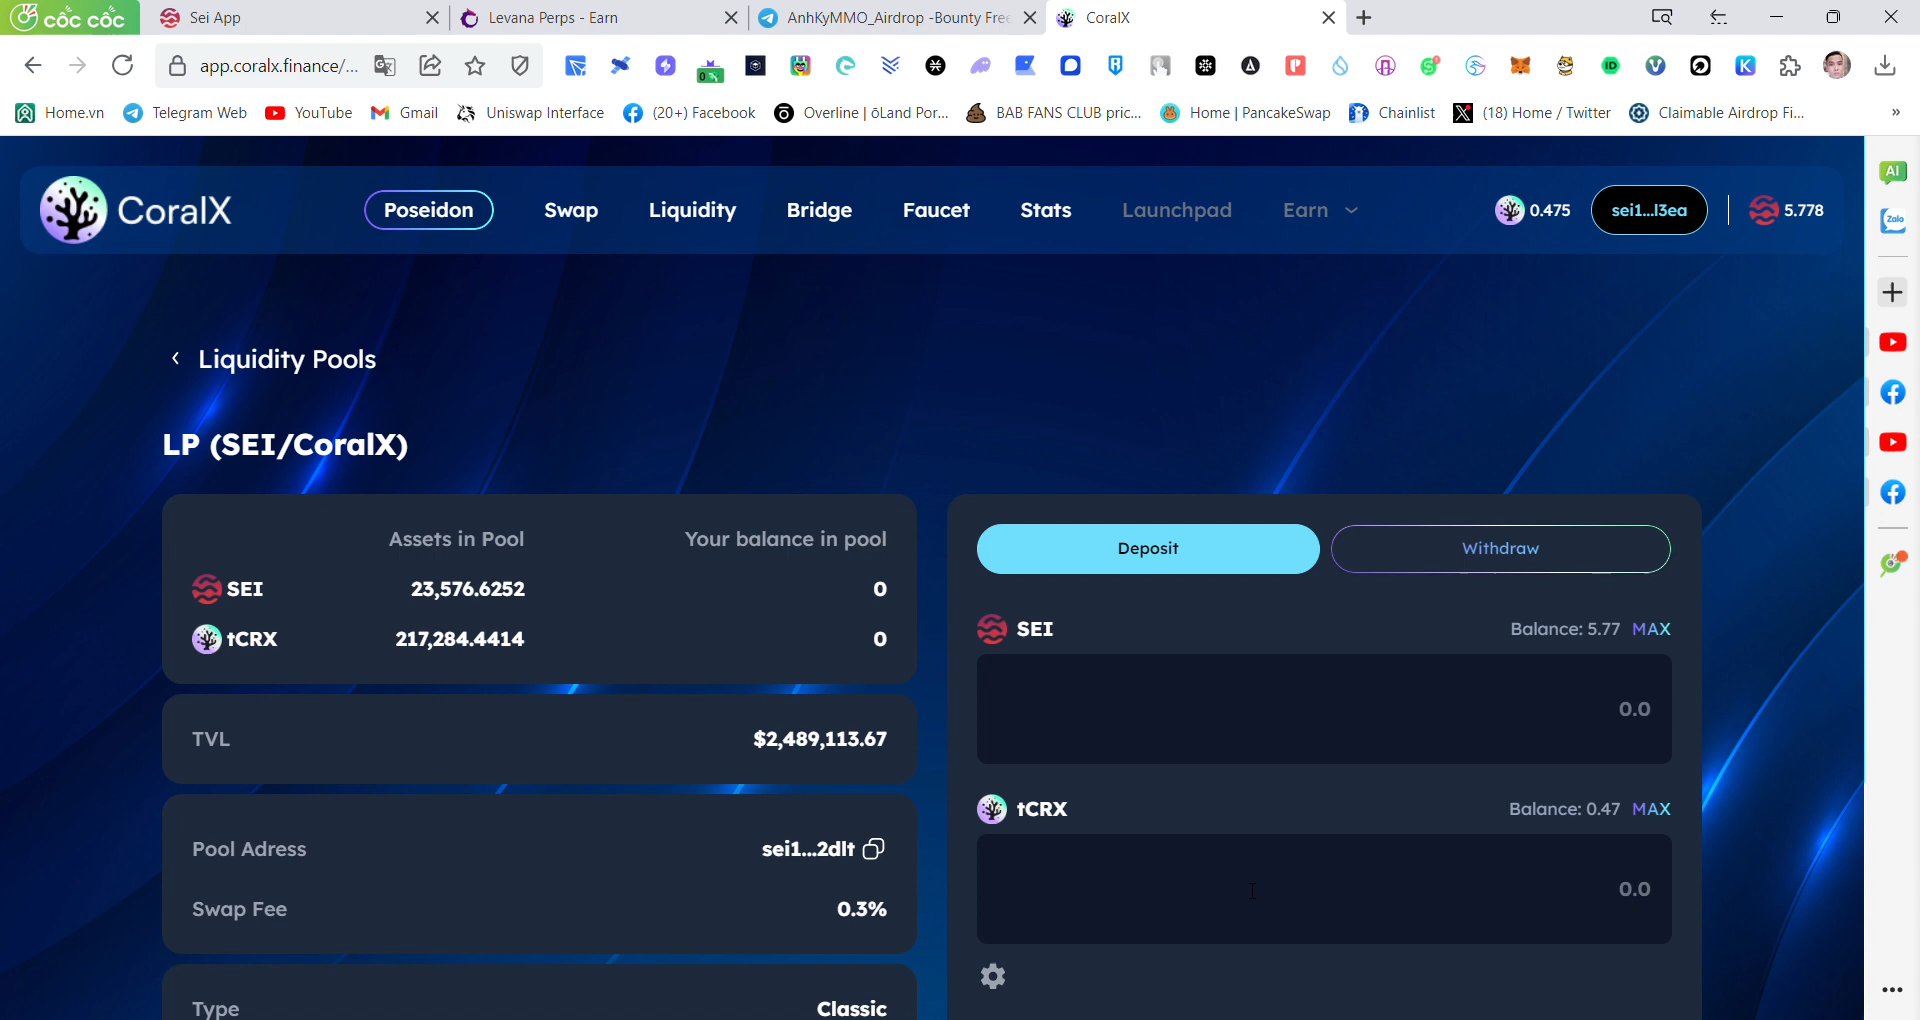 cốc cốc
Sei App
Levana Perps - Earn
AnhKyMMO_Airdrop -Bounty Free
CoralX
app.coralx.finance/...
Home.vn
Telegram Web
YouTube
Gmail
Uniswap Interface
(20+) Facebook
Overline | ōLand Por...
BAB FANS CLUB pric...
Home | PancakeSwap
Chainlist
(18) Home / Twitter
Claimable Airdrop Fi...
CoralX
Poseidon
Swap
Liquidity
Bridge
Faucet
Stats
Launchpad
Earn
0.475
sei1...l3ea
5.778
AI
Zalo
Liquidity Pools
LP (SEI/CoralX)
Assets in Pool
Your balance in pool
SEI
23,576.6252
0
tCRX
217,284.4414
0
TVL
$2,489,113.67
Pool Adress
sei1...2dlt
Swap Fee
0.3%
Type
Classic
Deposit
Withdraw
SEI
Balance: 5.77 MAX
0.0
tCRX
Balance: 0.47 MAX
0.0